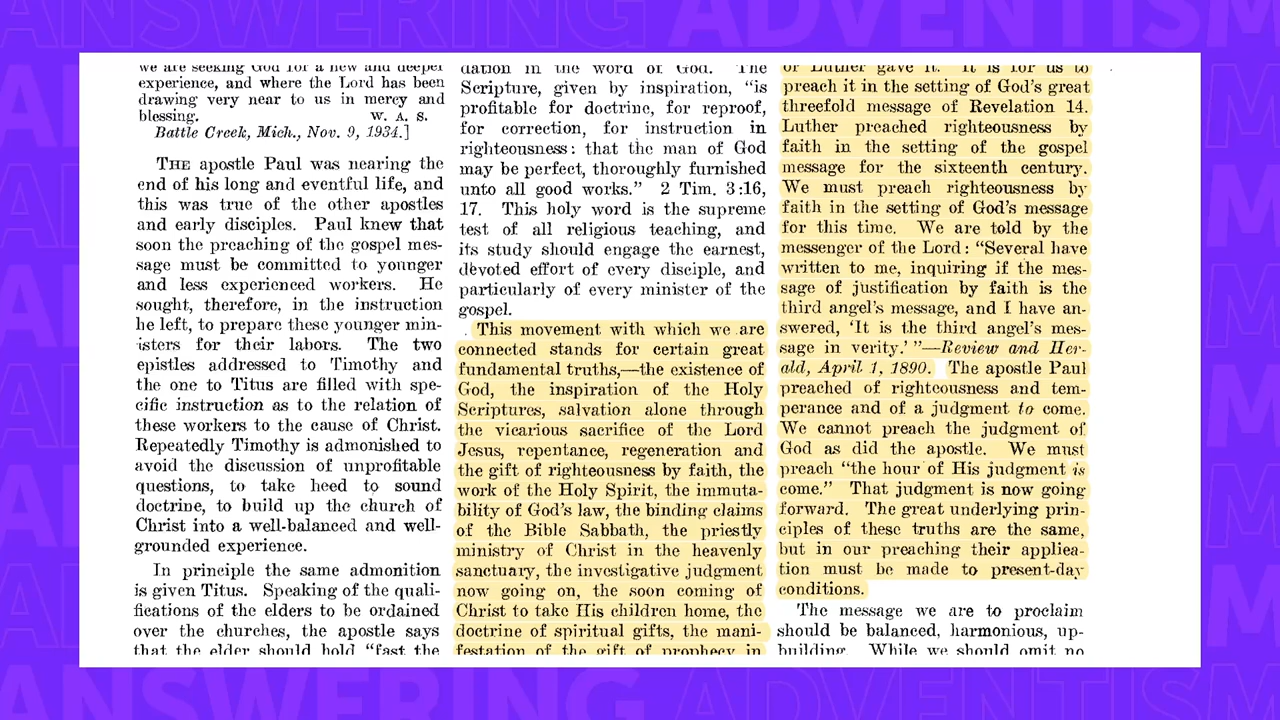 ANSWERING ADVENTISM
we are seeking God for a new and deeper
experience, and where the Lord has been
drawing very near to us in mercy and
blessing. W. A. S.
Battle Creek, Mich., Nov. 9, 1934.]
THE apostle Paul was nearing the
end of his long and eventful life, and
this was true of the other apostles
and early disciples. Paul knew that
soon the preaching of the gospel mes-
sage must be committed to younger
and less experienced workers. He
sought, therefore, in the instruction
he left, to prepare these younger min-
isters for their labors. The two
epistles addressed to Timothy and
the one to Titus are filled with spe-
cific instruction as to the relation of
these workers to the cause of Christ.
Repeatedly Timothy is admonished to
avoid the discussion of unprofitable
questions, to take heed to sound
doctrine, to build up the church of
Christ into a well-balanced and well-
grounded experience.
In principle the same admonition
is given Titus. Speaking of the quali-
fications of the elders to be ordained
over the churches, the apostle says
that the elder should hold "fast the
dation in the word of God. The
Scripture, given by inspiration, "is
profitable for doctrine, for reproof,
for correction, for instruction in
righteousness: that the man of God
may be perfect, thoroughly furnished
unto all good works." 2 Tim. 3:16,
17. This holy word is the supreme
test of all religious teaching, and
its study should engage the earnest,
devoted effort of every disciple, and
particularly of every minister of the
gospel.
This movement with which we are
connected stands for certain great
fundamental truths,—the existence of
God, the inspiration of the Holy
Scriptures, salvation alone through
the vicarious sacrifice of the Lord
Jesus, repentance, regeneration and
the gift of righteousness by faith, the
work of the Holy Spirit, the immuta-
bility of God's law, the binding claims
of the Bible Sabbath, the priestly
ministry of Christ in the heavenly
sanctuary, the investigative judgment
now going on, the soon coming of
Christ to take His children home, the
doctrine of spiritual gifts, the mani-
festation of the gift of prophecy in
or Luther gave it. It is for us to
preach it in the setting of God's great
threefold message of Revelation 14.
Luther preached righteousness by
faith in the setting of the gospel
message for the sixteenth century.
We must preach righteousness by
faith in the setting of God's message
for this time. We are told by the
messenger of the Lord: "Several have
written to me, inquiring if the mes-
sage of justification by faith is the
third angel's message, and I have an-
swered, 'It is the third angel's mes-
sage in verity.' "—Review and Her-
ald, April 1, 1890. The apostle Paul
preached of righteousness and tem-
perance and of a judgment to come.
We cannot preach the judgment of
God as did the apostle. We must
preach "the hour of His judgment is
come." That judgment is now going
forward. The great underlying prin-
ciples of these truths are the same,
but in our preaching their applica-
tion must be made to present-day
conditions.
The message we are to proclaim
should be balanced, harmonious, up-
building. While we should omit no
ANSWERING ADVENTISM